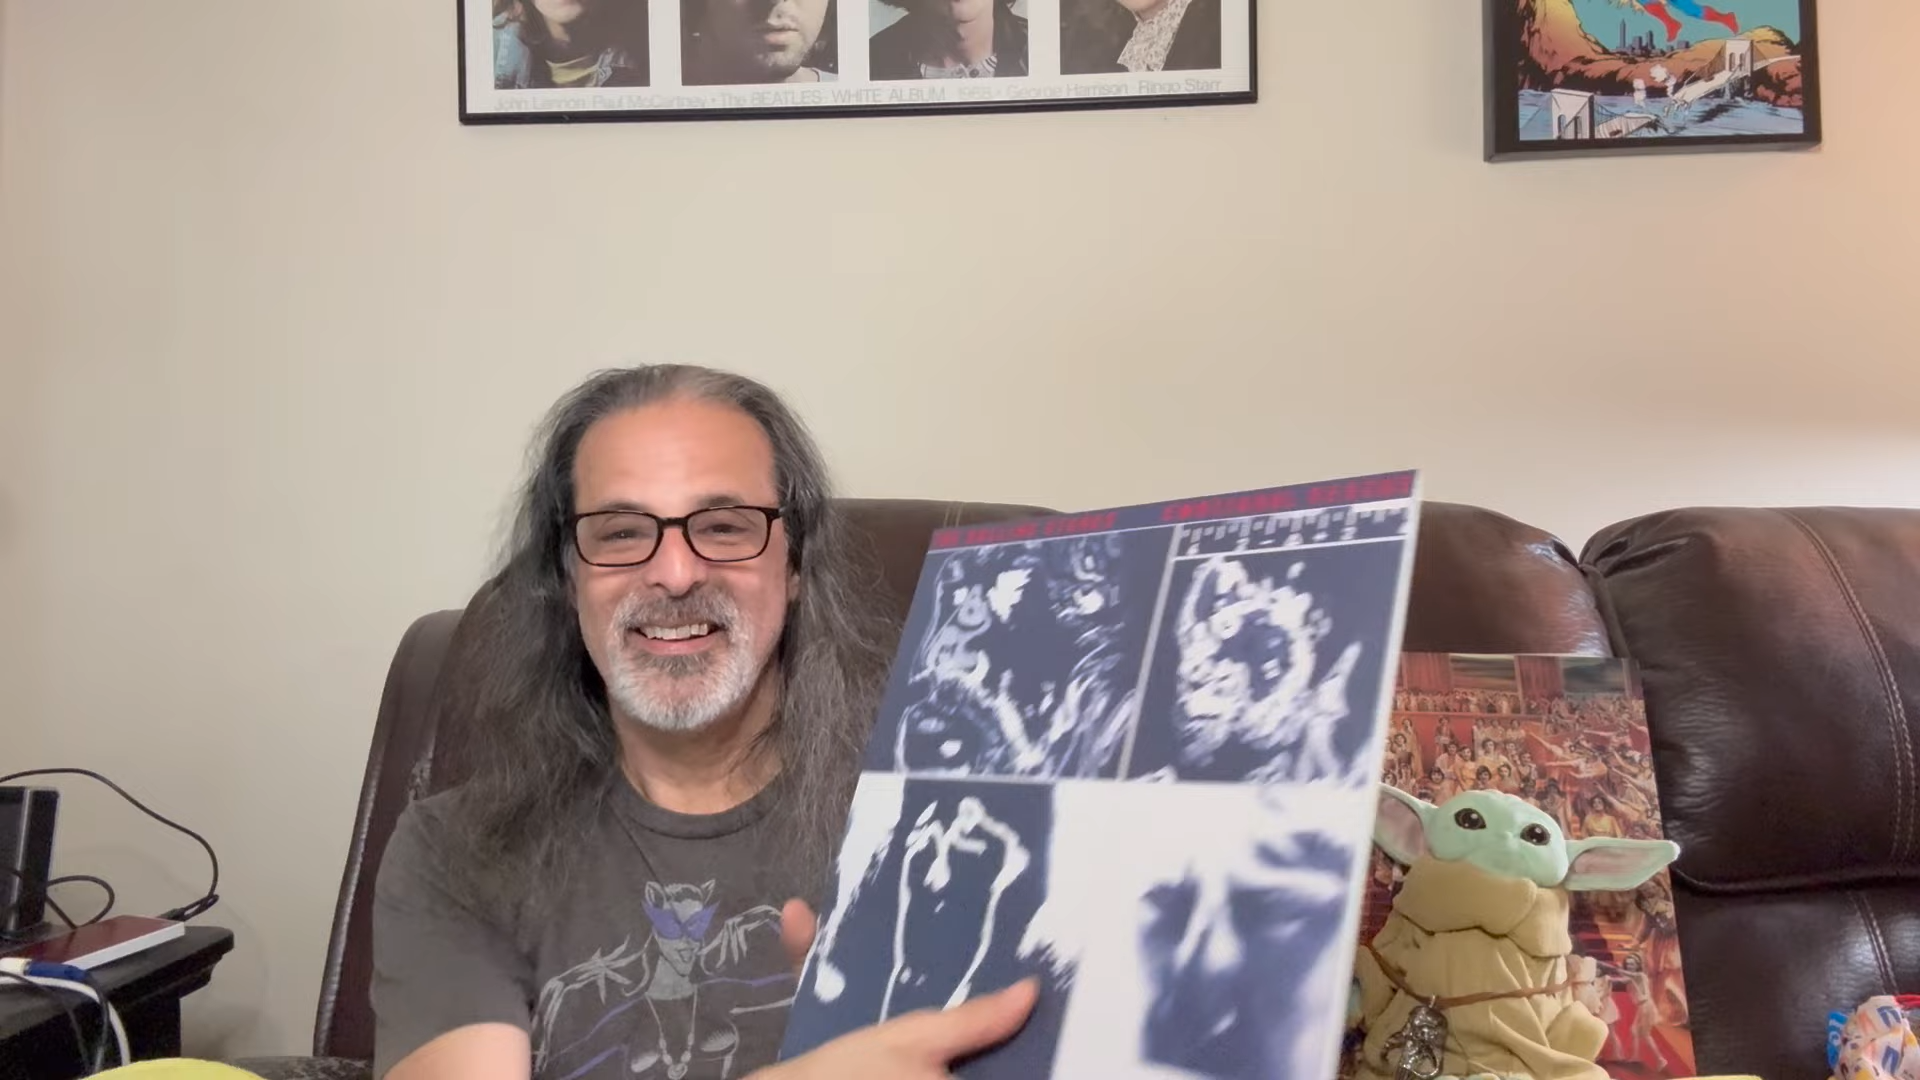 John Lennon Paul McCartney • The BEATLES - WHITE ALBUM 1968 • George Harrison Ringo Starr
THE ROLLING STONES EMOTIONAL RESCUE